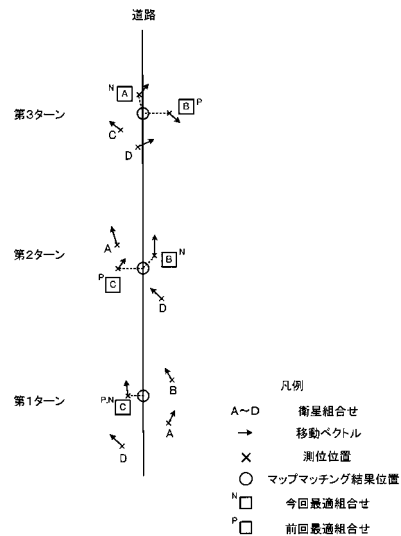 道路
N A
B P
第3ターン
C
D
第2ターン
A
B N
P C
D
第1ターン
B
P,N C
A
D
凡例
A～D 衛星組合せ
→ 移動ベクトル
× 測位位置
○ マップマッチング結果位置
N □ 今回最適組合せ
P □ 前回最適組合せ